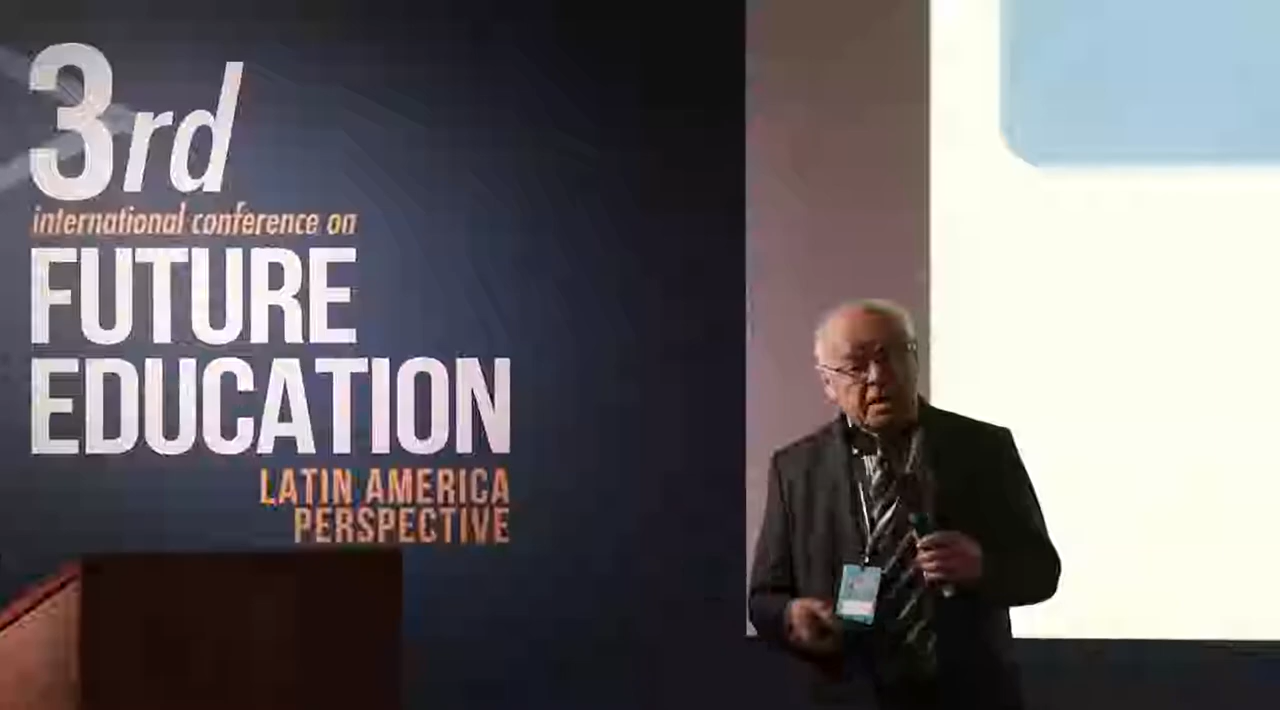 3rd
international conference on
FUTURE
EDUCATION
LATIN AMERICA
PERSPECTIVE